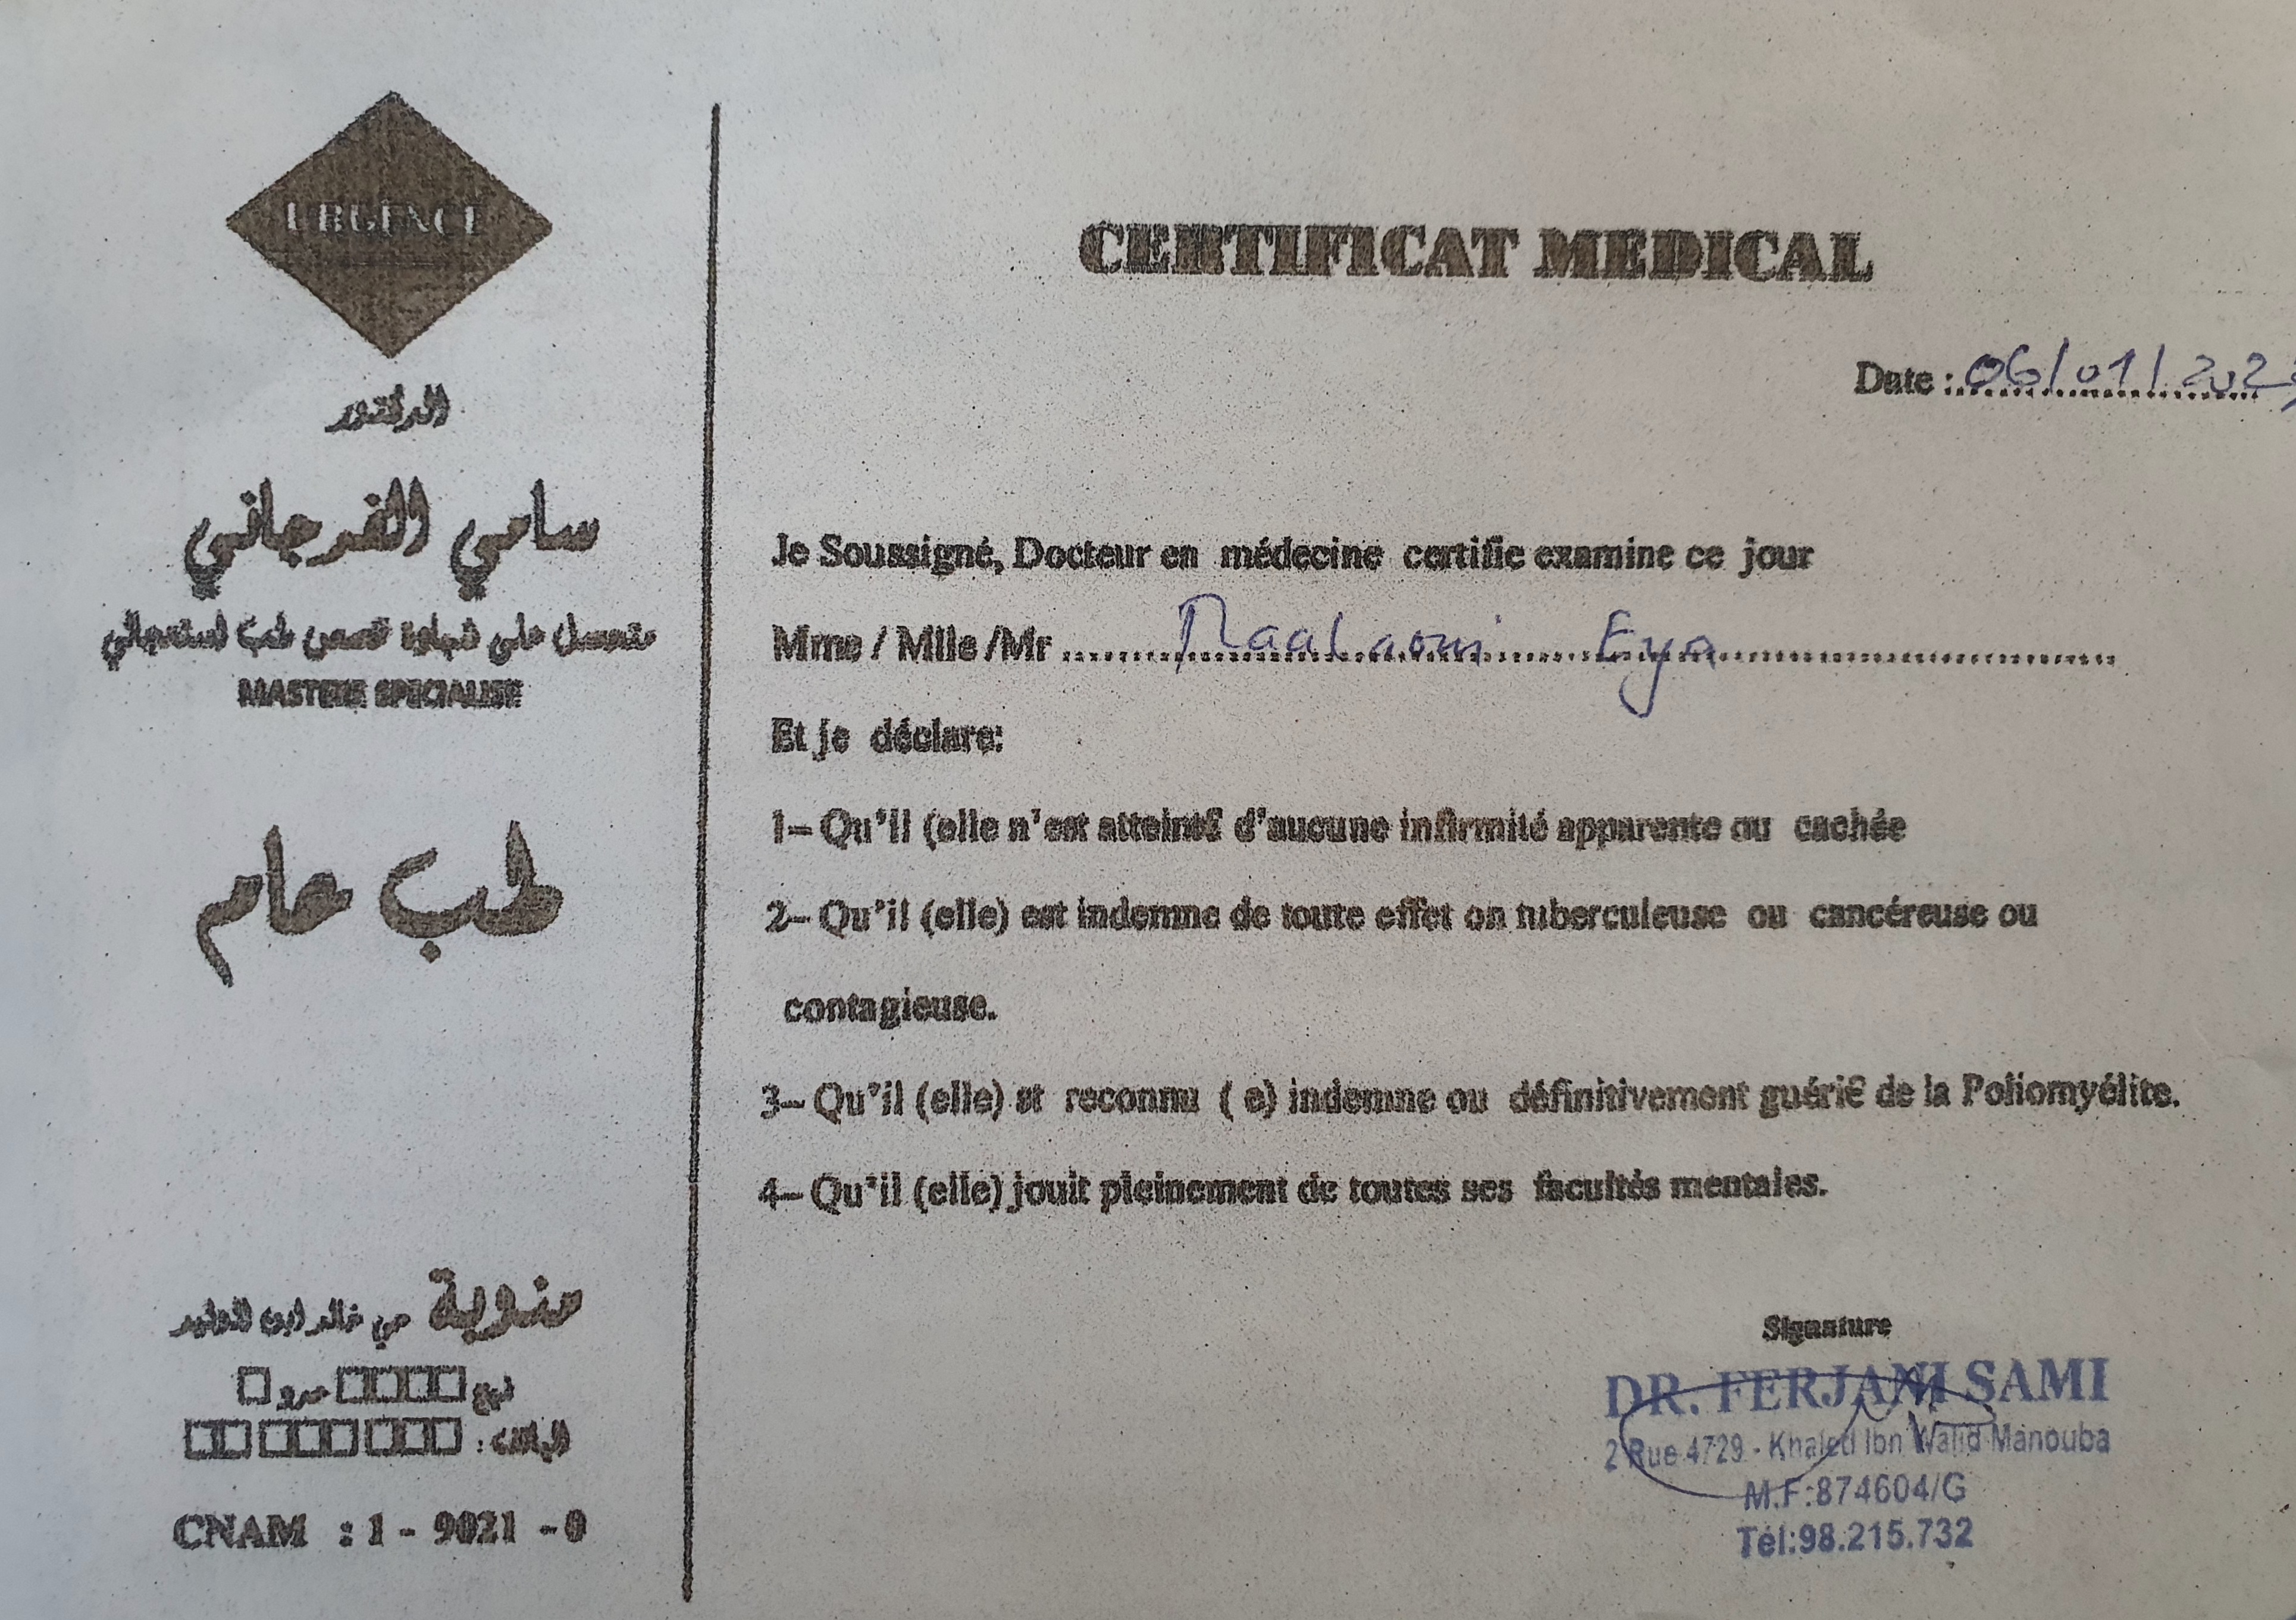 URGENCE
الدكتور
سامي الفرجاني
متحصل على شهادة تخصص طب استعجالي
MASTERE SPECIALISE
طب عام
منوبة حي خالد ابن الوليد
نهج □□□□ عدد □
الهاتف : □□□ □□□ □□
CNAM : 1 - 9021 - 0
CERTIFICAT MEDICAL
Date : 06/01/202
Je Soussigné, Docteur en médecine certifie examine ce jour
Mme / Mlle /Mr Maalaoui Eya
Et je déclare:
1- Qu'il (elle n'est atteint€ d'aucune infirmité apparente ou cachée
2- Qu'il (elle) est indemne de toute effet on tuberculeuse ou cancéreuse ou
contagieuse.
3- Qu'il (elle) st reconnu ( e) indemne ou définitivement guéri€ de la Poliomyélite.
4- Qu'il (elle) jouit pleinement de toutes ses facultés mentales.
Signature
DR. FERJANI SAMI
2 Rue 4729 - Khaled Ibn Walid Manouba
M.F:874604/G
Tél:98.215.732